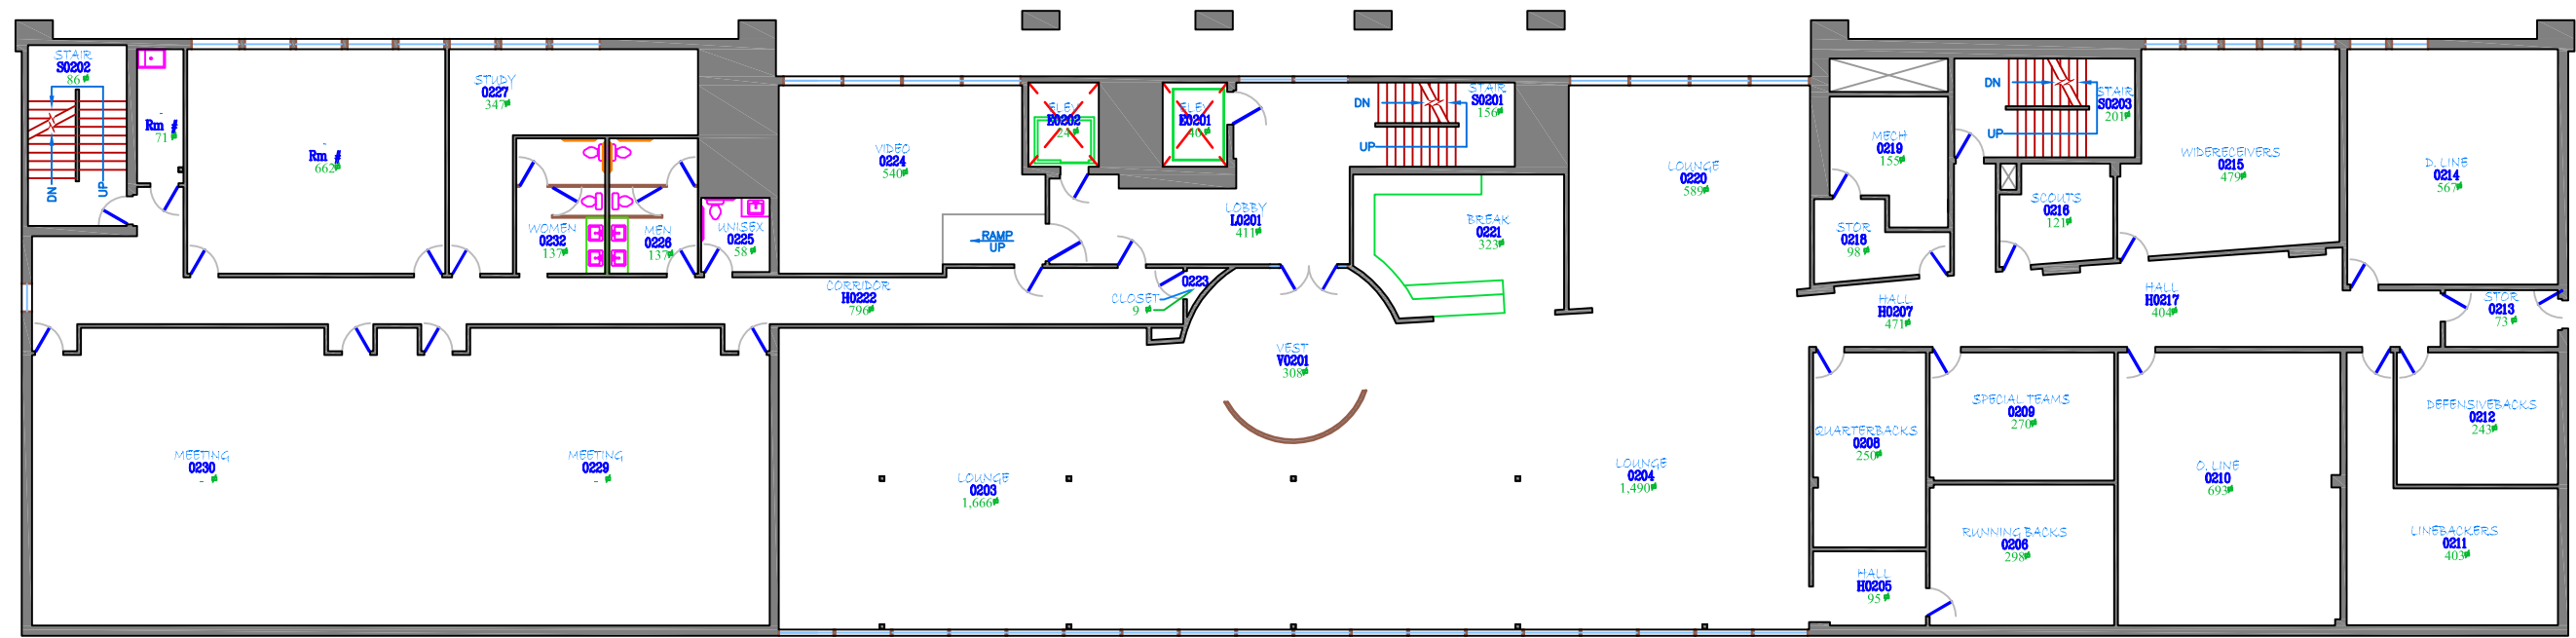 STAIR
S0202
86
DN
UP
-
Rm #
71
-
Rm #
662
STUDY
0227
347
WOMEN
0232
137
MEN
0226
137
UNISEX
0225
58
VIDEO
0224
540
RAMP
UP
ELEV
E0202
24
ELEV
E0201
40
LOBBY
L0201
411
DN
UP
STAIR
S0201
156
BREAK
0221
323
LOUNGE
0220
589
MECH
0219
155
STOR
0218
98
DN
UP
STAIR
S0203
201
SCOUTS
0216
121
WIDERECEIVERS
0215
479
D. LINE
0214
567
CORRIDOR
H0222
796
CLOSET
0223
9
VEST
V0201
308
HALL
H0207
471
HALL
H0217
404
STOR
0213
73
MEETING
0230
-
MEETING
0229
-
LOUNGE
0203
1,666
LOUNGE
0204
1,490
QUARTERBACKS
0208
250
SPECIAL TEAMS
0209
270
RUNNING BACKS
0206
298
HALL
H0205
95
O. LINE
0210
693
DEFENSIVEBACKS
0212
243
LINEBACKERS
0211
403